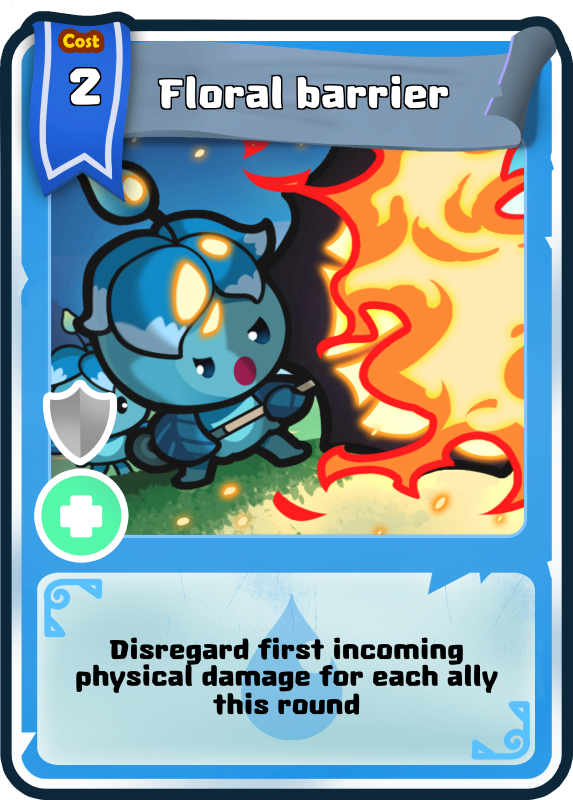 Cost
2
Floral barrier
Disregard first incoming
physical damage for each ally
this round